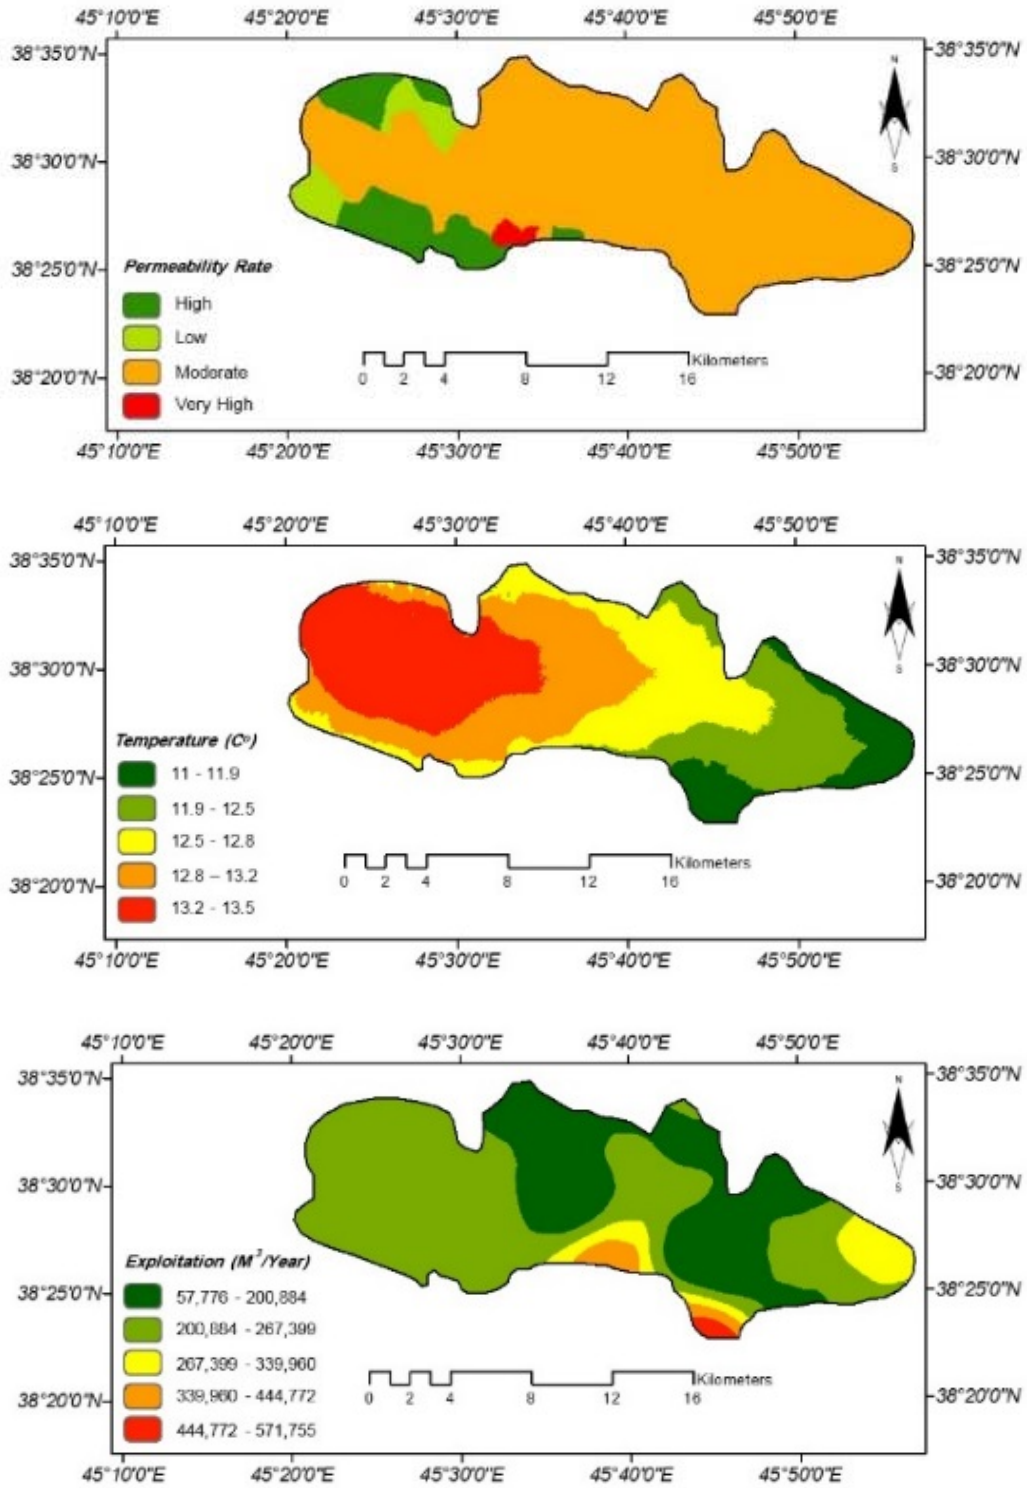 45°10'0"E 45°20'0"E 45°30'0"E 45°40'0"E 45°50'0"E
38°35'0"N 38°35'0"N
N
S
38°30'0"N 38°30'0"N
38°25'0"N 38°25'0"N
Permeability Rate
High
Low
Moderate
Very High
Kilometers
0 2 4 8 12 16
38°20'0"N 38°20'0"N
45°10'0"E 45°20'0"E 45°30'0"E 45°40'0"E 45°50'0"E
45°10'0"E 45°20'0"E 45°30'0"E 45°40'0"E 45°50'0"E
38°35'0"N 38°35'0"N
N
S
38°30'0"N 38°30'0"N
Temperature (Cº)
38°25'0"N 38°25'0"N
11 - 11.9
11.9 - 12.5
12.5 - 12.8
12.8 – 13.2
13.2 - 13.5
Kilometers
0 2 4 8 12 16
38°20'0"N 38°20'0"N
45°10'0"E 45°20'0"E 45°30'0"E 45°40'0"E 45°50'0"E
45°10'0"E 45°20'0"E 45°30'0"E 45°40'0"E 45°50'0"E
38°35'0"N 38°35'0"N
N
S
38°30'0"N 38°30'0"N
Exploitation (M³/Year)
38°25'0"N 38°25'0"N
57,776 - 200,884
200,884 - 267,399
267,399 - 339,960
339,960 - 444,772
444,772 - 571,755
Kilometers
0 2 4 8 12 16
38°20'0"N 38°20'0"N
45°10'0"E 45°20'0"E 45°30'0"E 45°40'0"E 45°50'0"E